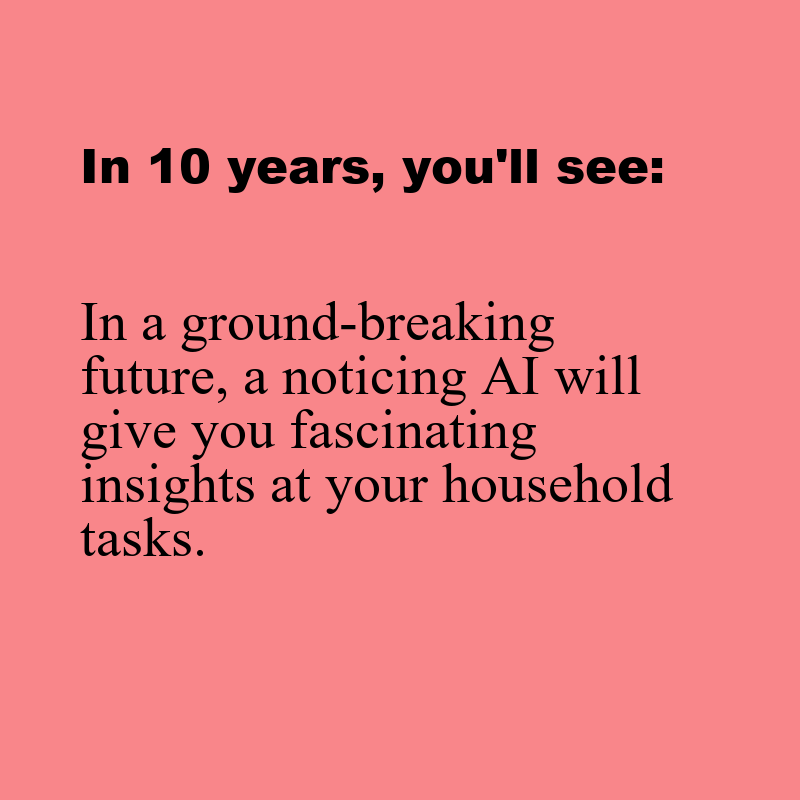 In 10 years, you'll see:
In a ground-breaking
future, a noticing AI will
give you fascinating
insights at your household
tasks.